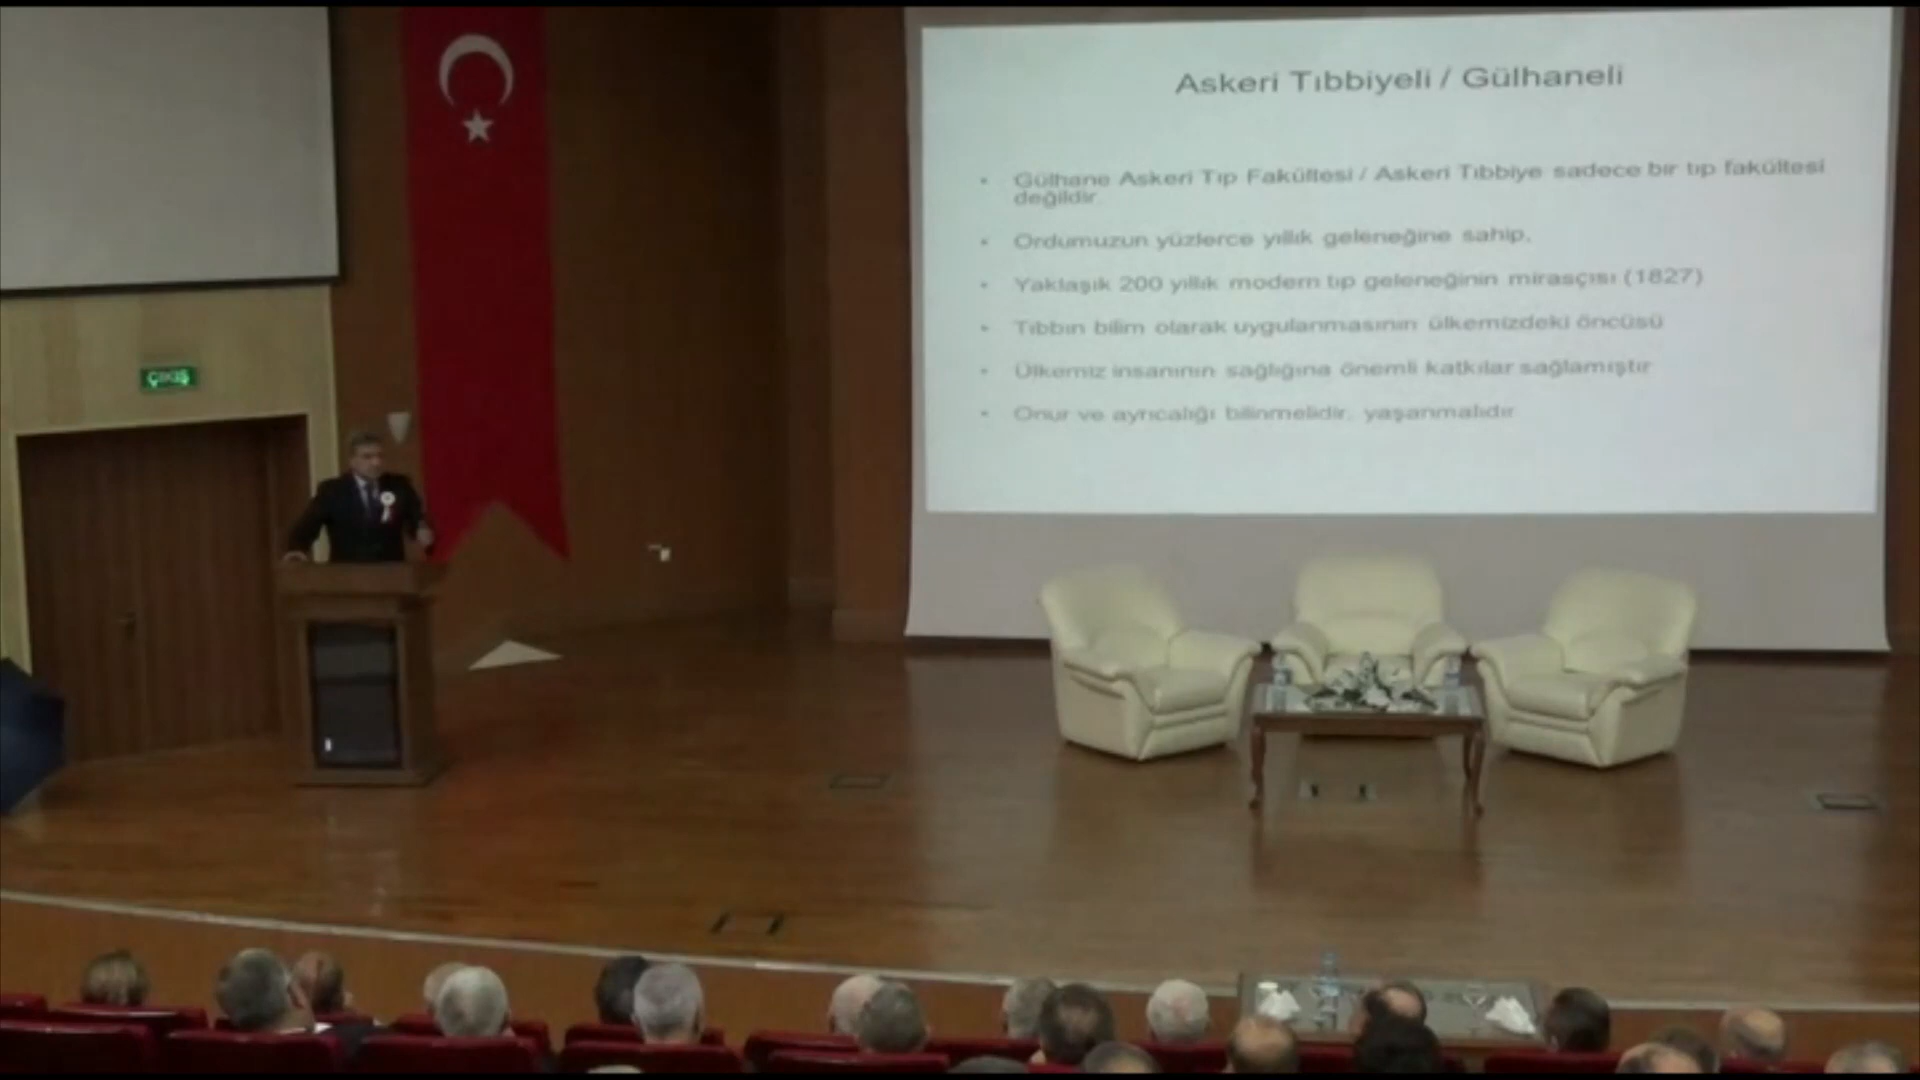 Askeri Tıbbiyeli / Gülhaneli
• Gülhane Askeri Tıp Fakültesi / Askeri Tıbbiye sadece bir tıp fakültesi
değildir.
• Ordumuzun yüzlerce yıllık geleneğine sahip,
• Yaklaşık 200 yıllık modern tıp geleneğinin mirasçısı (1827)
• Tıbbın bilim olarak uygulanmasının ülkemizdeki öncüsü
• Ülkemiz insanının sağlığına önemli katkılar sağlamıştır
• Onur ve ayrıcalığı bilinmelidir, yaşanmalıdır
ÇIKIŞ